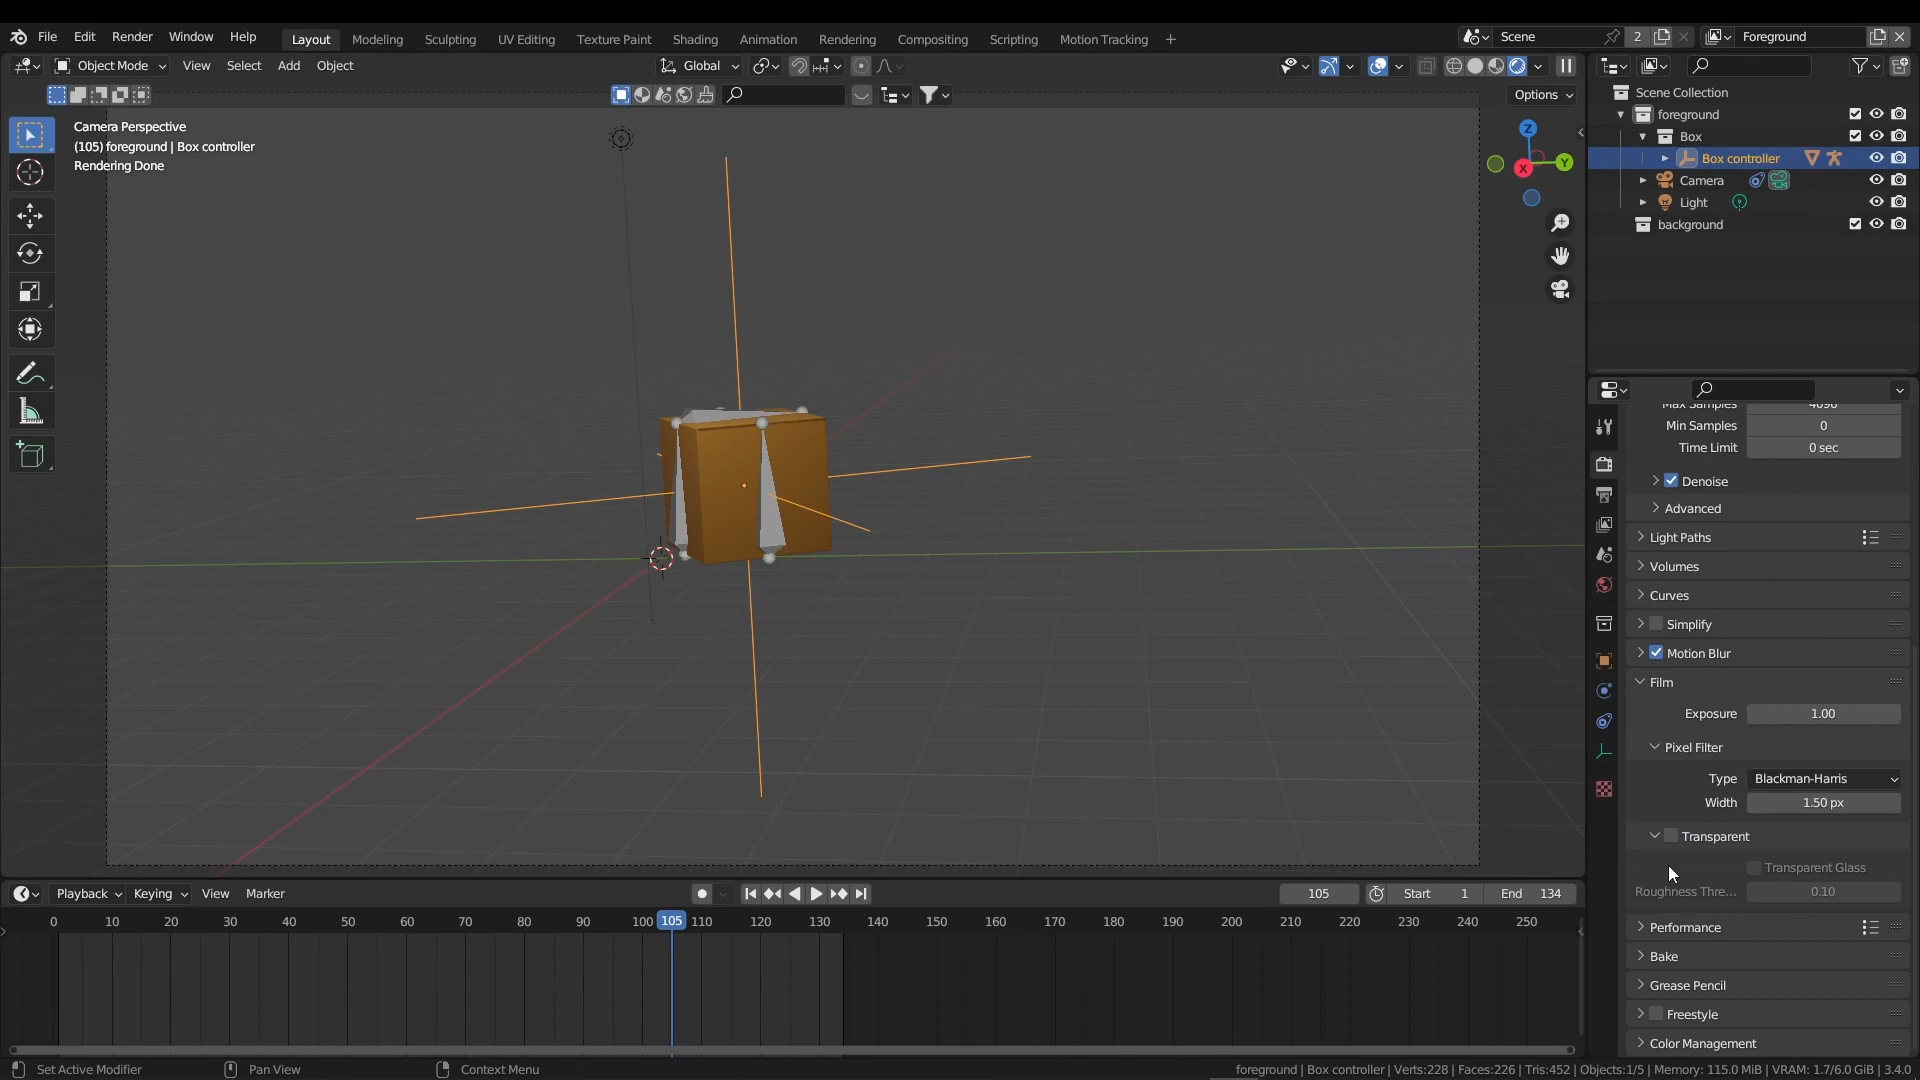 File Edit Render Window Help Layout Modeling Sculpting UV Editing Texture Paint Shading Animation Rendering Compositing Scripting Motion Tracking + Scene 2 Foreground
Object Mode View Select Add Object Global
Options
Camera Perspective
(105) foreground | Box controller
Rendering Done
Z
Y
X
Scene Collection
foreground
Box
Box controller
Camera
Light
background
Max Samples 4096
Min Samples 0
Time Limit 0 sec
Denoise
Advanced
Light Paths
Volumes
Curves
Simplify
Motion Blur
Film
Exposure 1.00
Pixel Filter
Type Blackman-Harris
Width 1.50 px
Transparent
Transparent Glass
Roughness Thre... 0.10
Performance
Bake
Grease Pencil
Freestyle
Color Management
Playback Keying View Marker 105 Start 1 End 134
0 10 20 30 40 50 60 70 80 90 100 105 110 120 130 140 150 160 170 180 190 200 210 220 230 240 250
Set Active Modifier Pan View Context Menu foreground | Box controller | Verts:228 | Faces:226 | Tris:452 | Objects:1/5 | Memory: 115.0 MiB | VRAM: 1.7/6.0 GiB | 3.4.0